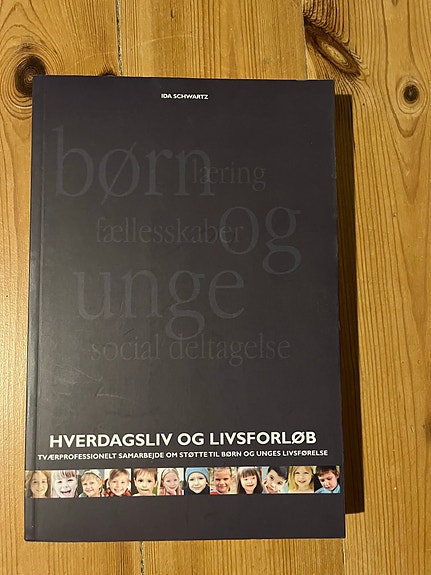 IDA SCHWARTZ
børn
læring
fællesskaber
og
unge
social deltagelse
HVERDAGSLIV OG LIVSFORLØB
TVÆRPROFESSIONELT SAMARBEJDE OM STØTTE TIL BØRN OG UNGES LIVSFØRELSE